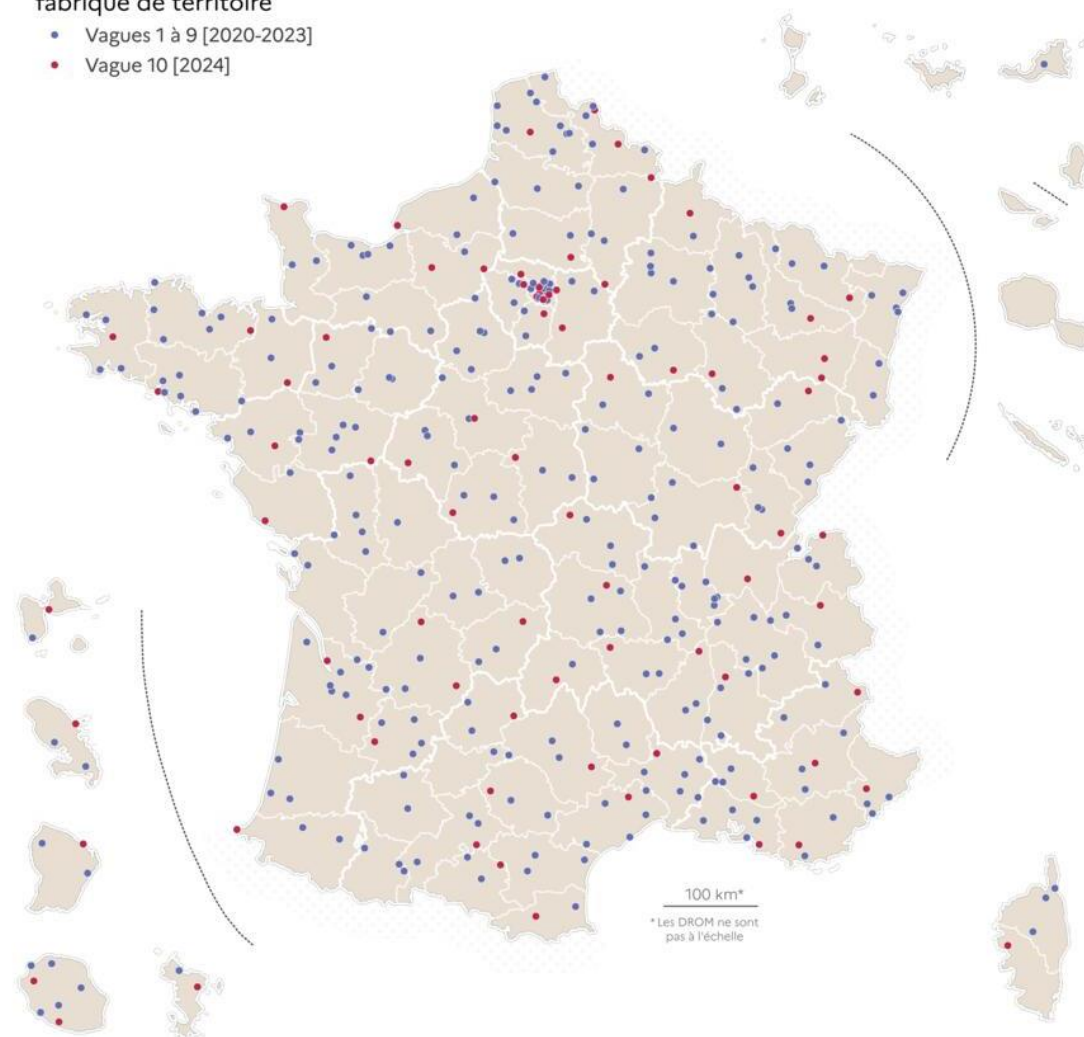 fabrique de territoire
Vagues 1 à 9 [2020-2023]
Vague 10 [2024]
100 km*
* Les DROM ne sont
pas à l'échelle